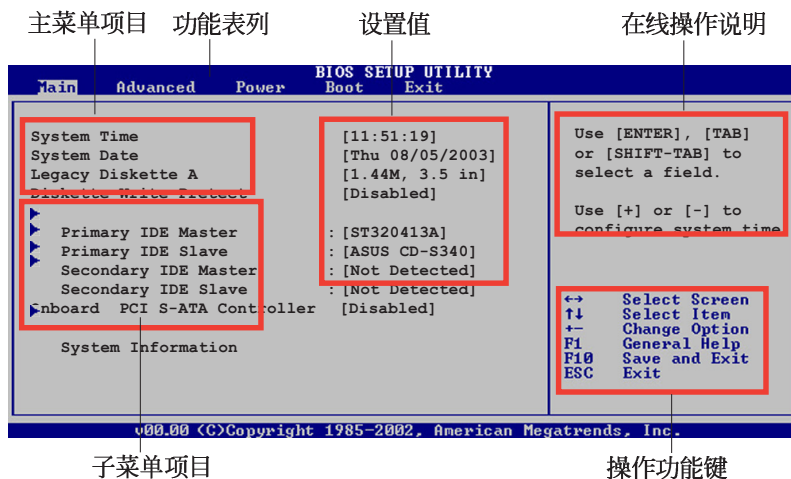 主菜单项目 功能表列 设置值 在线操作说明
BIOS SETUP UTILITY
Main Advanced Power Boot Exit
System Time [11:51:19]
System Date [Thu 08/05/2003]
Legacy Diskette A [1.44M, 3.5 in]
Diskette Write Protect [Disabled]
Primary IDE Master : [ST320413A]
Primary IDE Slave : [ASUS CD-S340]
Secondary IDE Master : [Not Detected]
Secondary IDE Slave : [Not Detected]
Onboard PCI S-ATA Controller [Disabled]
System Information
Use [ENTER], [TAB]
or [SHIFT-TAB] to
select a field.
Use [+] or [-] to
configure system time
↔ Select Screen
↑↓ Select Item
+- Change Option
F1 General Help
F10 Save and Exit
ESC Exit
v00.00 (C)Copyright 1985-2002, American Megatrends, Inc.
子菜单项目 操作功能键